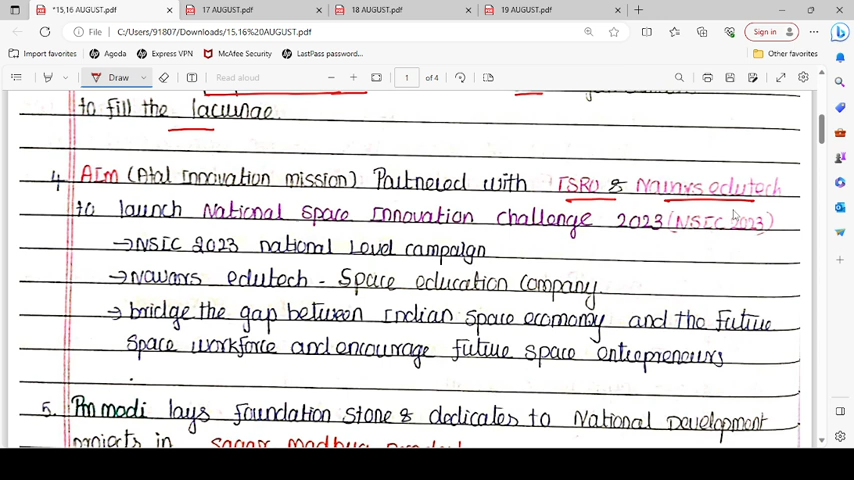 *15,16 AUGUST.pdf
17 AUGUST.pdf
18 AUGUST.pdf
19 AUGUST.pdf
File
C:/Users/91807/Downloads/15,16%20AUGUST.pdf
Sign in
Import favorites
Agoda
Express VPN
McAfee Security
LastPass password...
Other favorites
Draw
Read aloud
1 of 4
to fill the lacunae.
4. AIM (Atal Innovation mission) Partnered with ISRO & Navars edutech
to launch National Space Innovation challenge 2023 (NSIC 2023)
→NSIC 2023 national Level campaign
→navars edutech - Space education Company.
→ bridge the gap between Indian space economy and the future
space workforce and encourage future space entrepreneurs
5. Pm modi lays foundation stone & dedicates to National Development
projects in sagar madhya